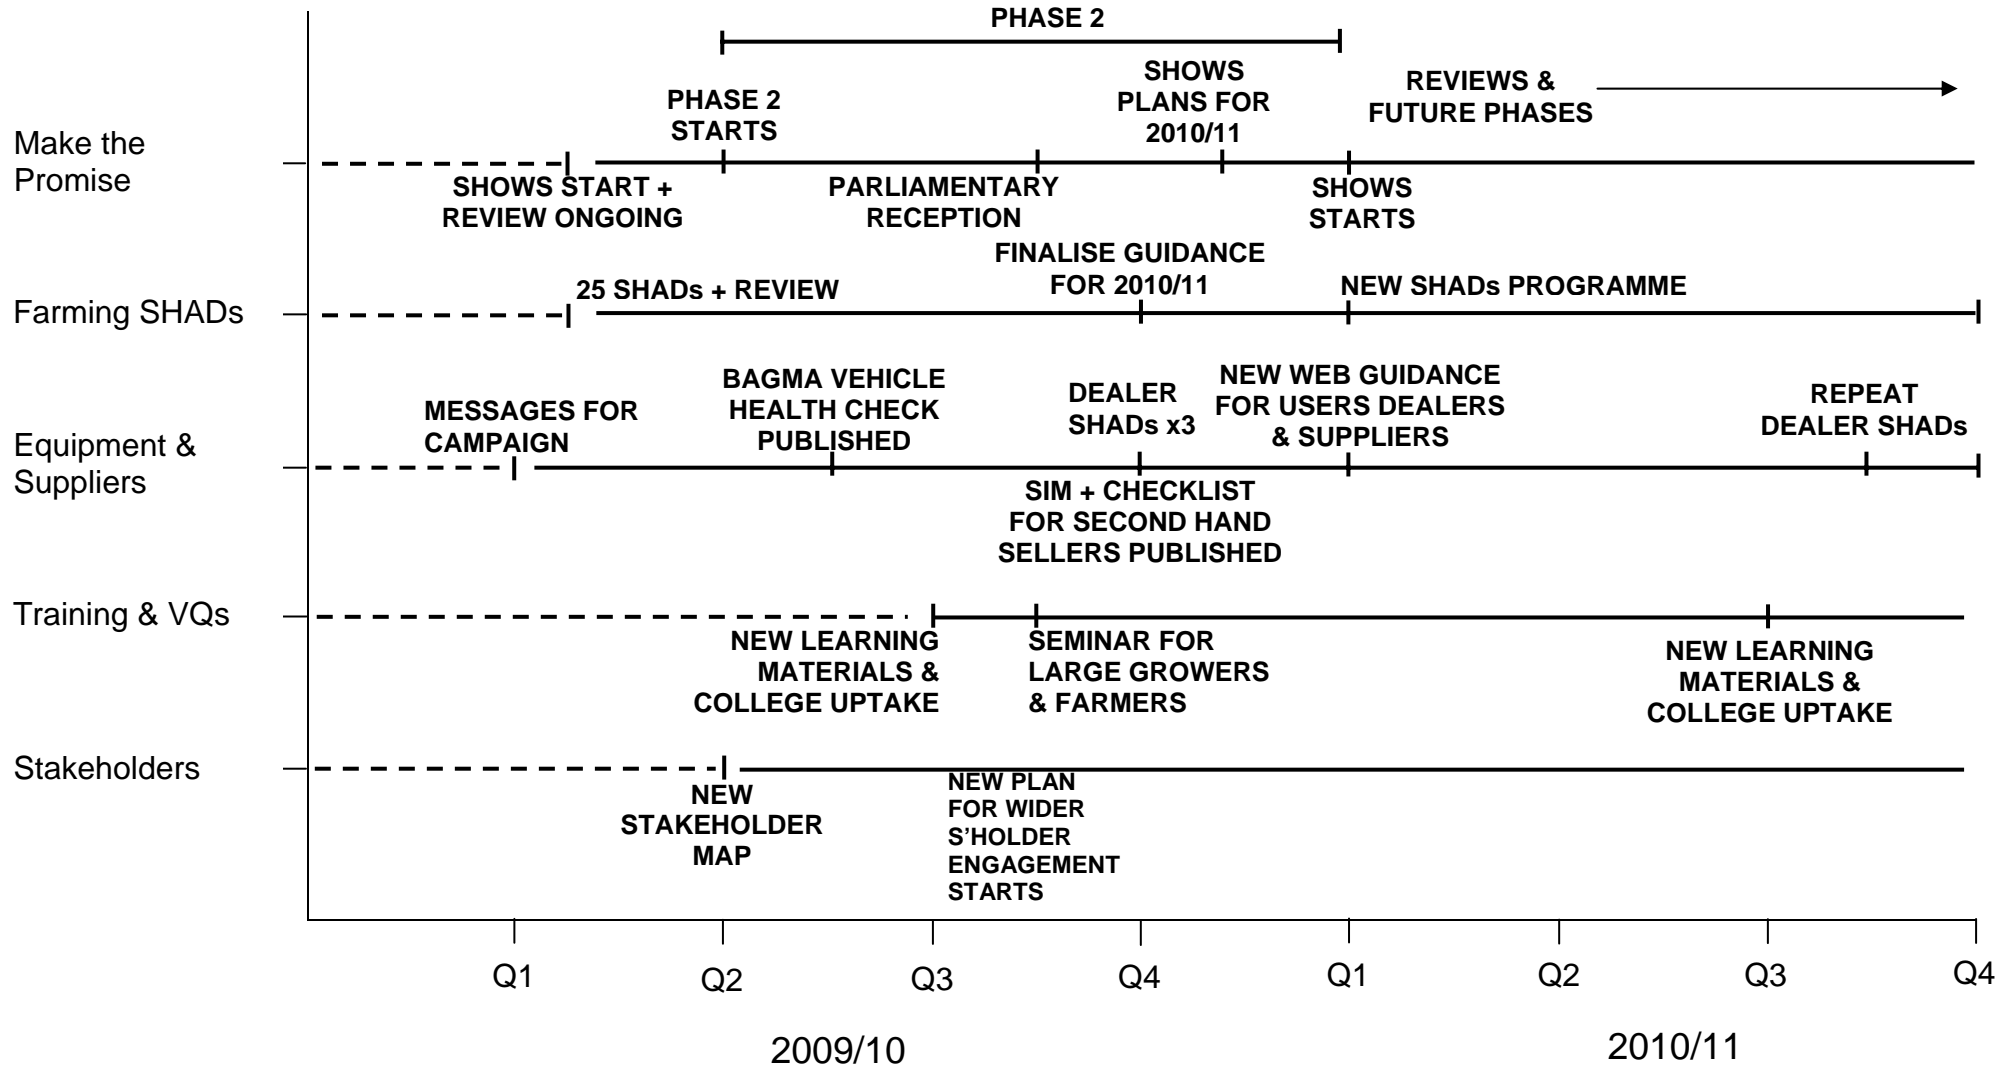 PHASE 2
SHOWS
PLANS FOR
2010/11
REVIEWS &
FUTURE PHASES
PHASE 2
STARTS
Make the
Promise
SHOWS START +
REVIEW ONGOING
PARLIAMENTARY
RECEPTION
SHOWS
STARTS
Farming SHADs
25 SHADs + REVIEW
FINALISE GUIDANCE
FOR 2010/11
NEW SHADs PROGRAMME
Equipment &
Suppliers
MESSAGES FOR
CAMPAIGN
BAGMA VEHICLE
HEALTH CHECK
PUBLISHED
DEALER
SHADs x3
NEW WEB GUIDANCE
FOR USERS DEALERS
& SUPPLIERS
REPEAT
DEALER SHADs
SIM + CHECKLIST
FOR SECOND HAND
SELLERS PUBLISHED
Training & VQs
NEW LEARNING
MATERIALS &
COLLEGE UPTAKE
SEMINAR FOR
LARGE GROWERS
& FARMERS
NEW LEARNING
MATERIALS &
COLLEGE UPTAKE
Stakeholders
NEW
STAKEHOLDER
MAP
NEW PLAN
FOR WIDER
S’HOLDER
ENGAGEMENT
STARTS
Q1 Q2 Q3 Q4 Q1 Q2 Q3 Q4
2009/10 2010/11